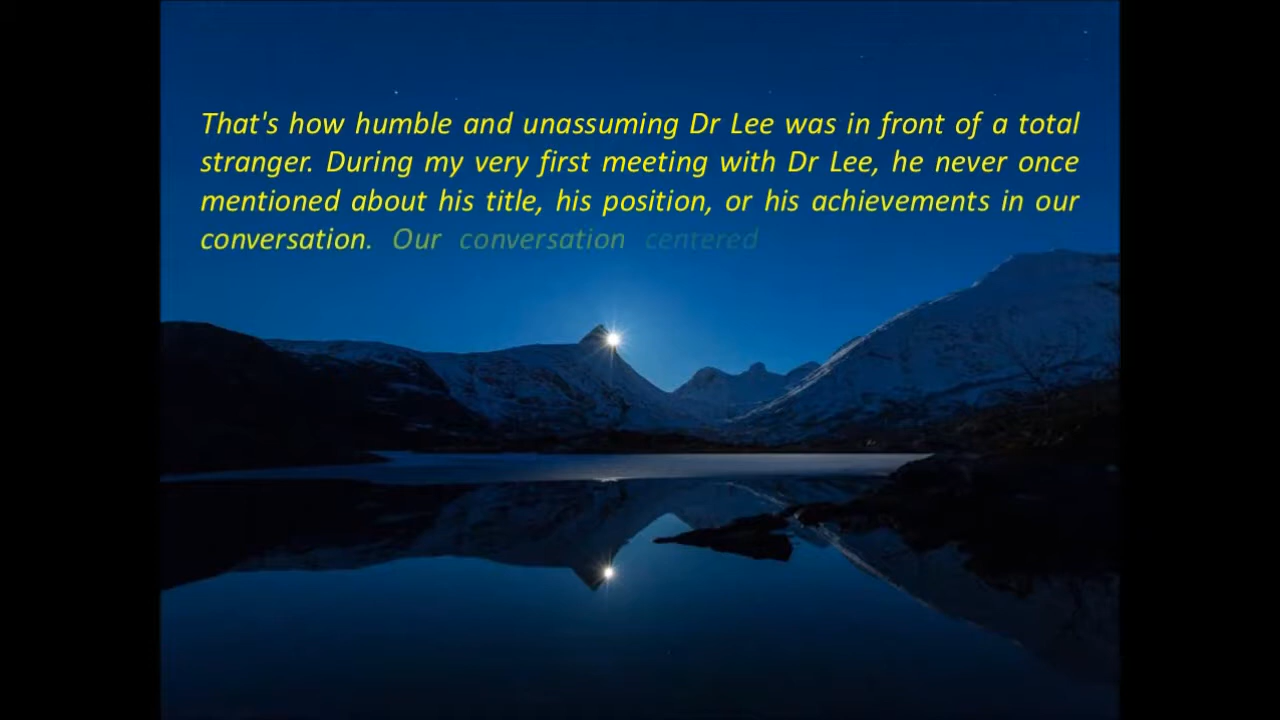 That's how humble and unassuming Dr Lee was in front of a total
stranger. During my very first meeting with Dr Lee, he never once
mentioned about his title, his position, or his achievements in our
conversation. Our conversation centered